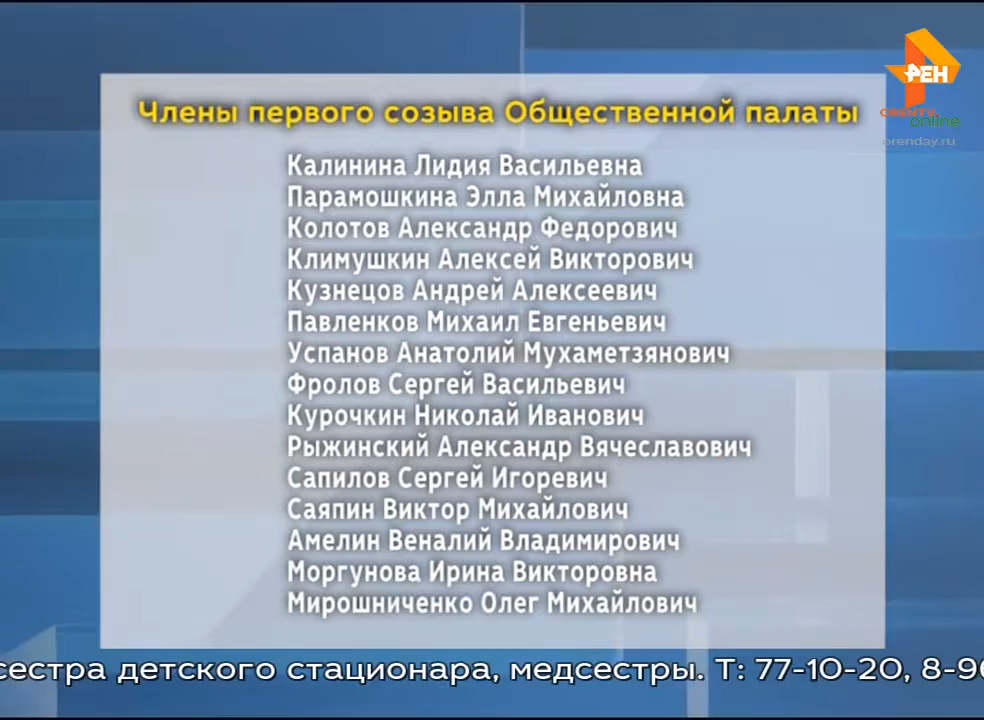 РЕН
ORENTV.
online
orenday.ru
Члены первого созыва Общественной палаты
Калинина Лидия Васильевна
Парамошкина Элла Михайловна
Колотов Александр Федорович
Климушкин Алексей Викторович
Кузнецов Андрей Алексеевич
Павленков Михаил Евгеньевич
Успанов Анатолий Мухаметзянович
Фролов Сергей Васильевич
Курочкин Николай Иванович
Рыжинский Александр Вячеславович
Сапилов Сергей Игоревич
Саяпин Виктор Михайлович
Амелин Веналий Владимирович
Моргунова Ирина Викторовна
Мирошниченко Олег Михайлович
сестра детского стационара, медсестры. Т: 77-10-20, 8-96